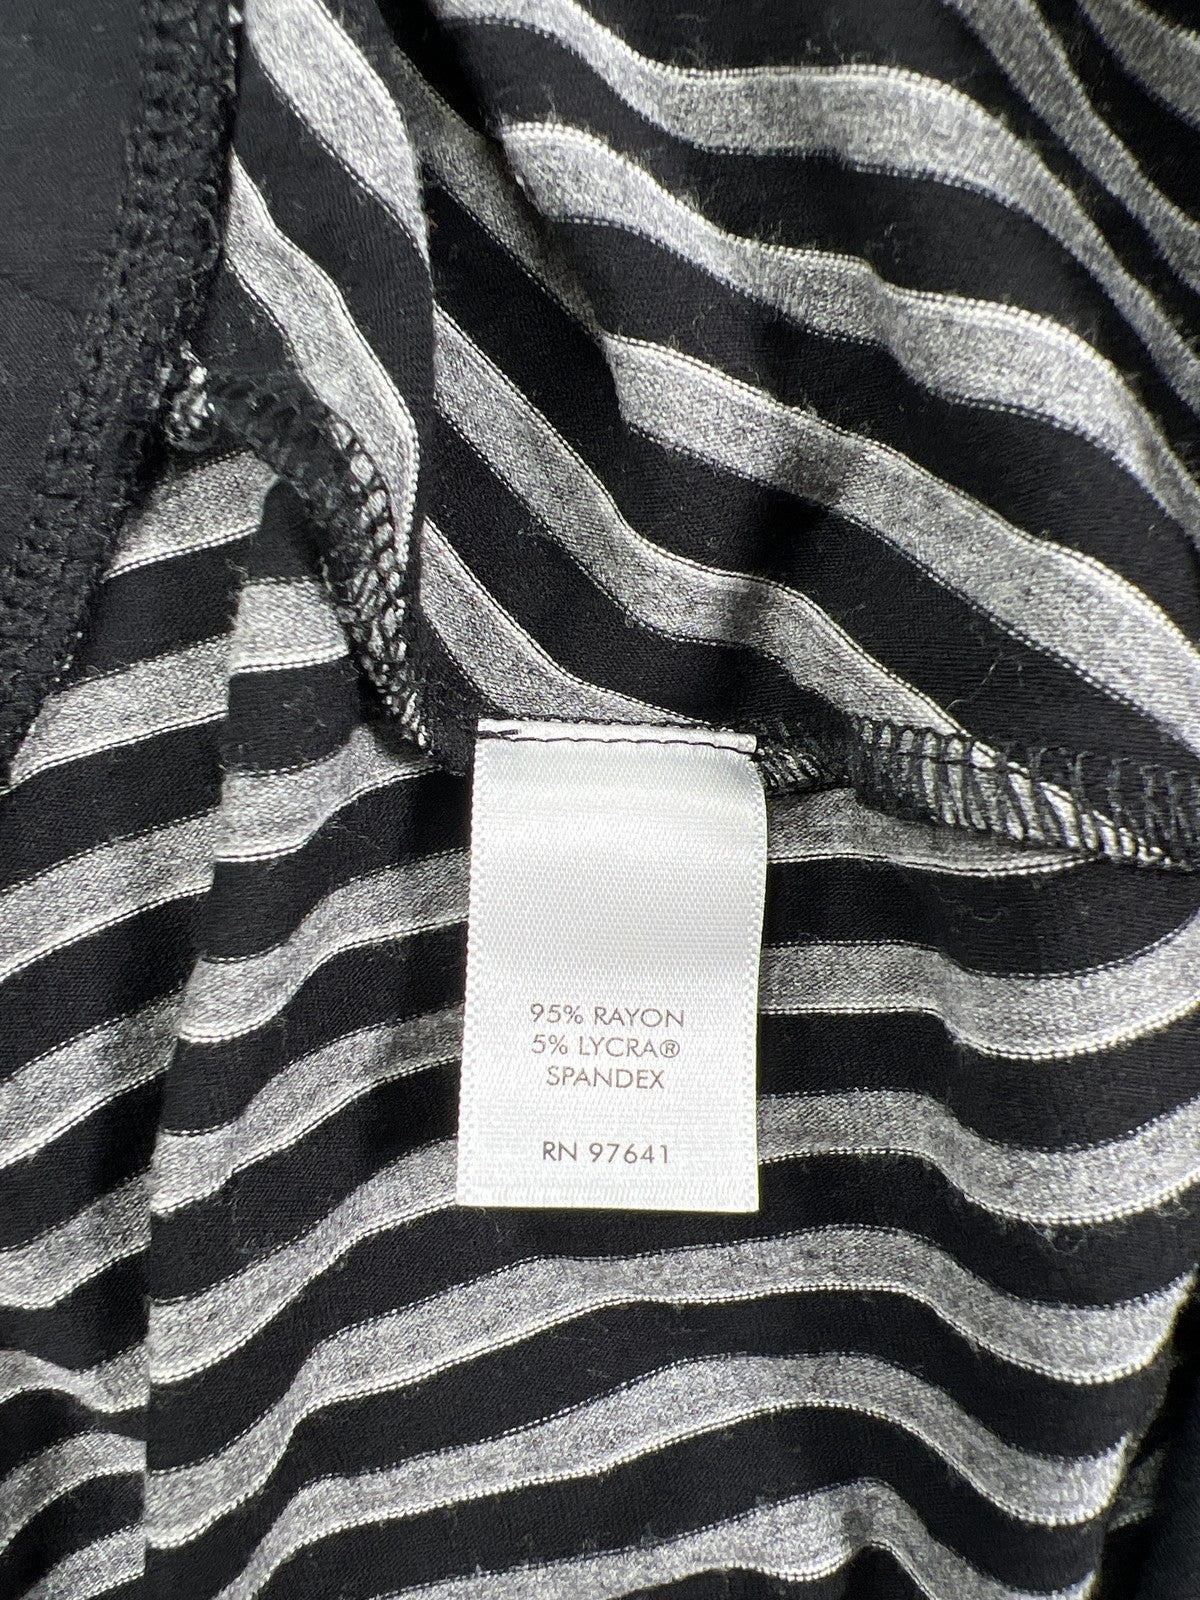 95% RAYON
5% LYCRA®
SPANDEX
RN 97641